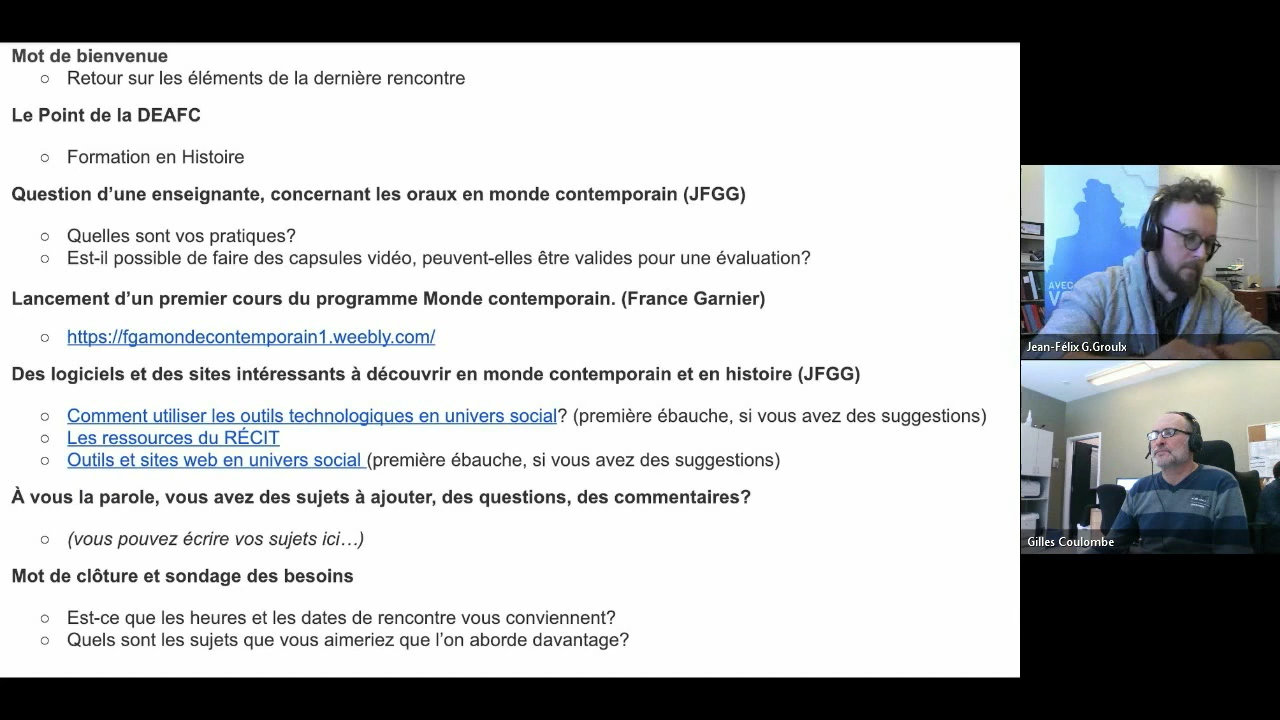 Mot de bienvenue
○ Retour sur les éléments de la dernière rencontre
Le Point de la DEAFC
○ Formation en Histoire
Question d’une enseignante, concernant les oraux en monde contemporain (JFGG)
○ Quelles sont vos pratiques?
○ Est-il possible de faire des capsules vidéo, peuvent-elles être valides pour une évaluation?
Lancement d’un premier cours du programme Monde contemporain. (France Garnier)
○ https://fgamondecontemporain1.weebly.com/
Des logiciels et des sites intéressants à découvrir en monde contemporain et en histoire (JFGG)
○ Comment utiliser les outils technologiques en univers social? (première ébauche, si vous avez des suggestions)
○ Les ressources du RÉCIT
○ Outils et sites web en univers social (première ébauche, si vous avez des suggestions)
À vous la parole, vous avez des sujets à ajouter, des questions, des commentaires?
○ (vous pouvez écrire vos sujets ici…)
Mot de clôture et sondage des besoins
○ Est-ce que les heures et les dates de rencontre vous conviennent?
○ Quels sont les sujets que vous aimeriez que l’on aborde davantage?
AVEC
VO
Jean-Félix G.Groulx
Gilles Coulombe